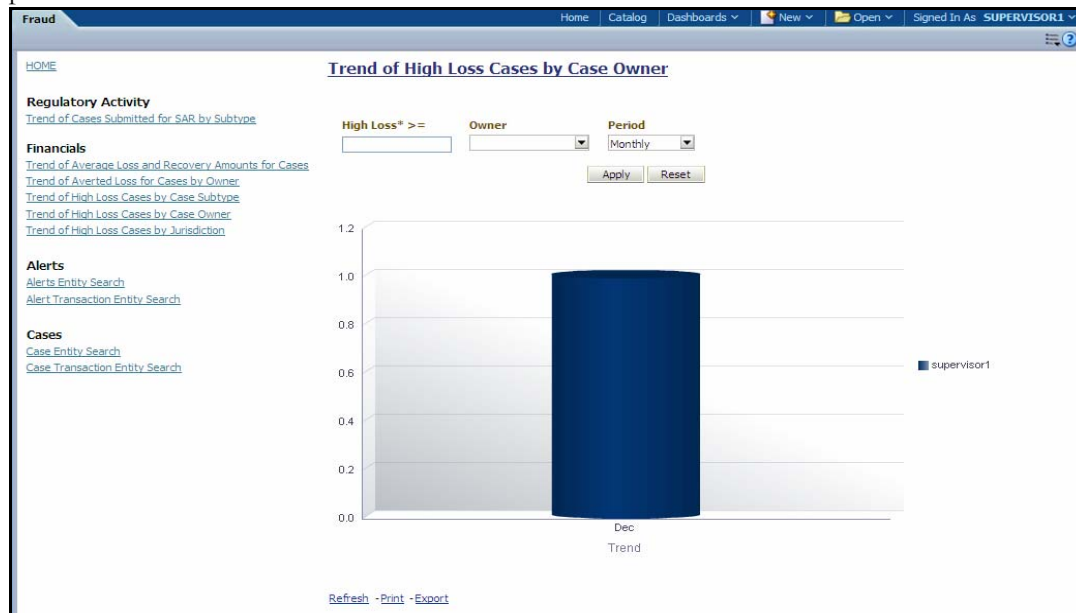 Fraud
Home Catalog Dashboards New Open Signed In As SUPERVISOR1
HOME
Regulatory Activity
Trend of Cases Submitted for SAR by Subtype
Financials
Trend of Average Loss and Recovery Amounts for Cases
Trend of Averted Loss for Cases by Owner
Trend of High Loss Cases by Case Subtype
Trend of High Loss Cases by Case Owner
Trend of High Loss Cases by Jurisdiction
Alerts
Alerts Entity Search
Alert Transaction Entity Search
Cases
Case Entity Search
Case Transaction Entity Search
Trend of High Loss Cases by Case Owner
High Loss* >= Owner Period
Monthly
Apply Reset
1.2
1.0
0.8
0.6
0.4
0.2
0.0
Dec
Trend
supervisor1
Refresh - Print - Export